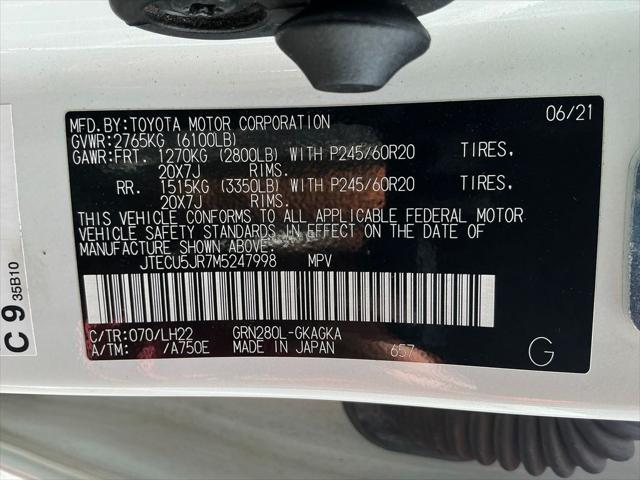 MFD.BY:TOYOTA MOTOR CORPORATION 06/21
GVWR:2765KG (6100LB)
GAWR:FRT. 1270KG (2800LB) WITH P245/60R20 TIRES,
20X7J RIMS.
RR. 1515KG (3350LB) WITH P245/60R20 TIRES,
20X7J RIMS.
THIS VEHICLE CONFORMS TO ALL APPLICABLE FEDERAL MOTOR
VEHICLE SAFETY STANDARDS IN EFFECT ON THE DATE OF
MANUFACTURE SHOWN ABOVE.
JTECU5JR7M5247998 MPV
C/TR:070/LH22 GRN280L-GKAGKA
A/TM: /A750E MADE IN JAPAN 657 G
C 9 35B10